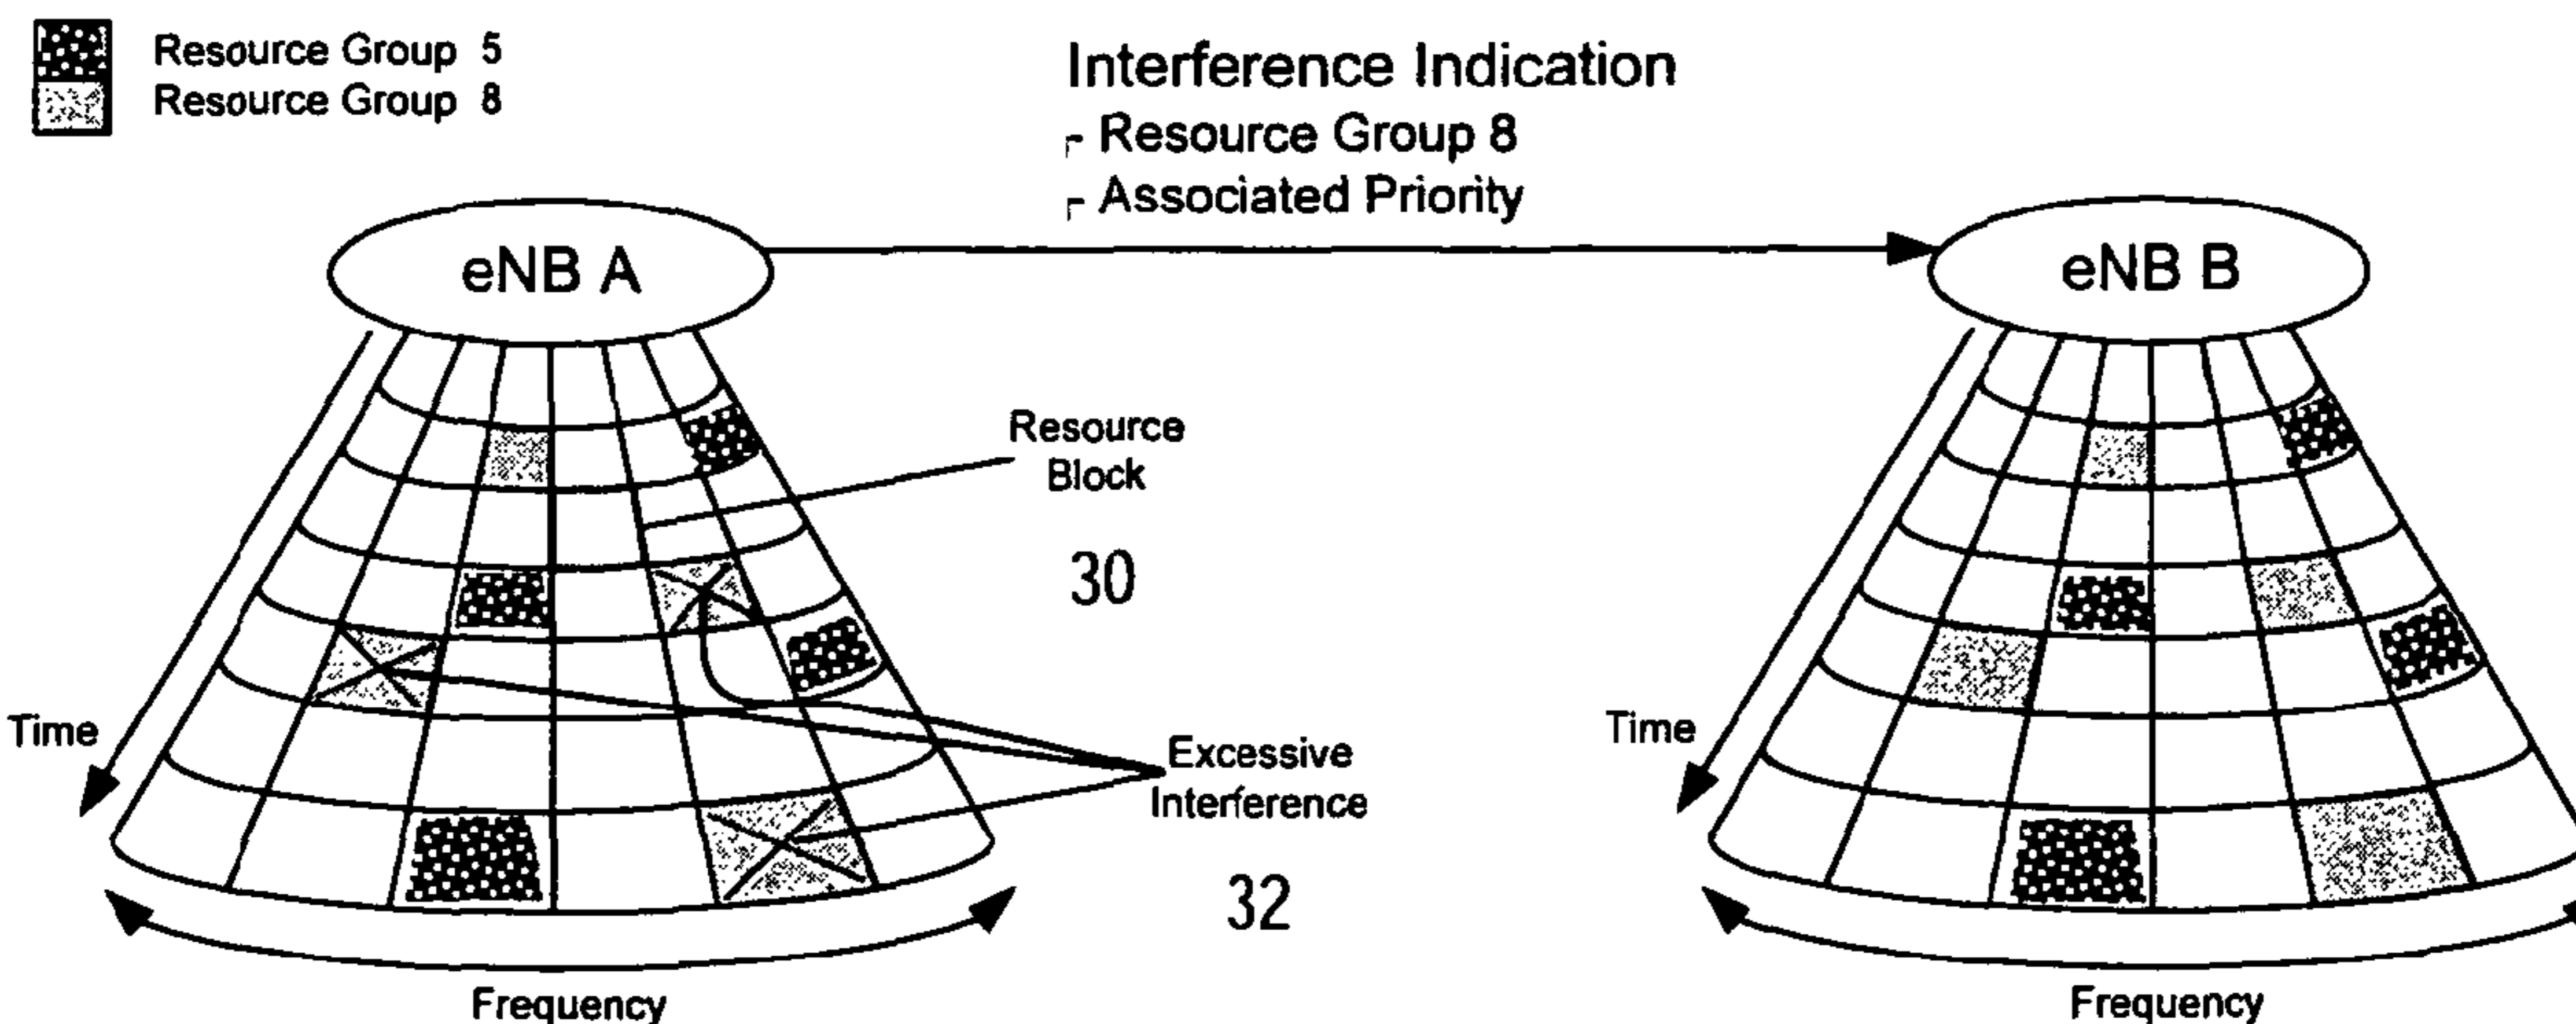 Resource Group 5
Resource Group 8
Interference Indication
- Resource Group 8
- Associated Priority
eNB A
eNB B
Resource
Block
30
Time
Excessive
Interference
32
Frequency
Time
Frequency